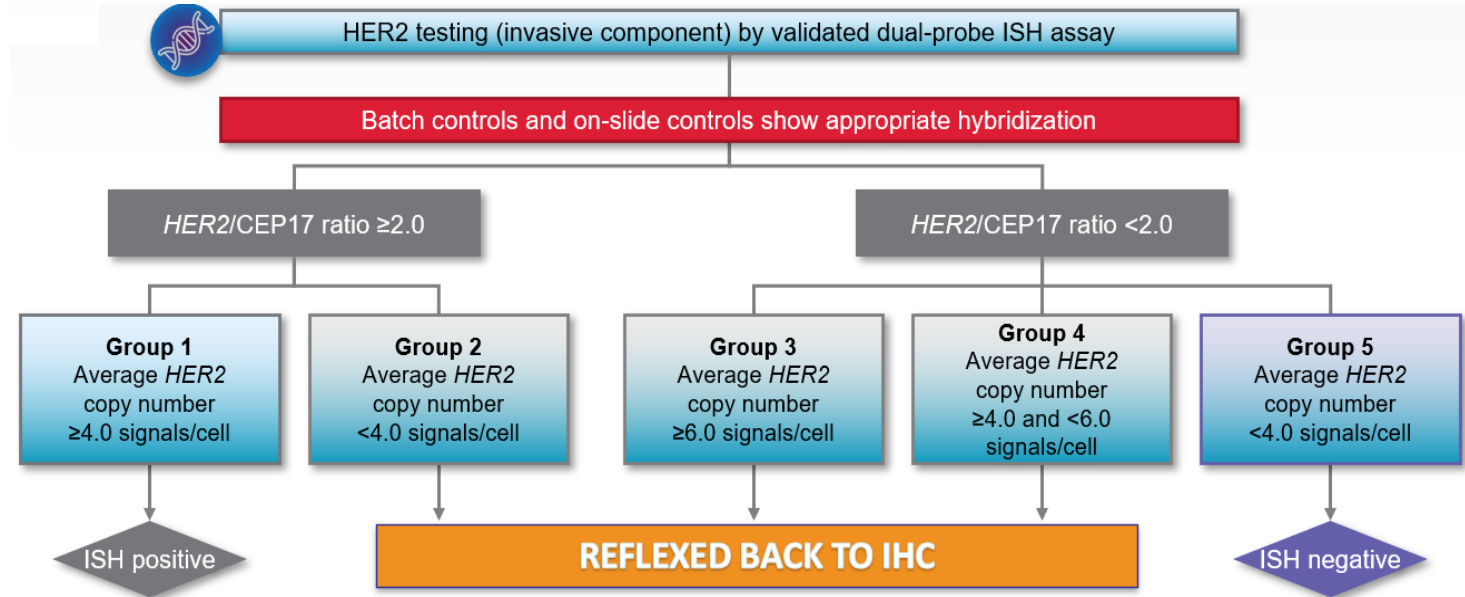 HER2 testing (invasive component) by validated dual-probe ISH assay
Batch controls and on-slide controls show appropriate hybridization
HER2/CEP17 ratio ≥2.0
HER2/CEP17 ratio <2.0
Group 1
Average HER2
copy number
≥4.0 signals/cell
Group 2
Average HER2
copy number
<4.0 signals/cell
Group 3
Average HER2
copy number
≥6.0 signals/cell
Group 4
Average HER2
copy number
≥4.0 and <6.0
signals/cell
Group 5
Average HER2
copy number
<4.0 signals/cell
ISH positive
REFLEXED BACK TO IHC
ISH negative